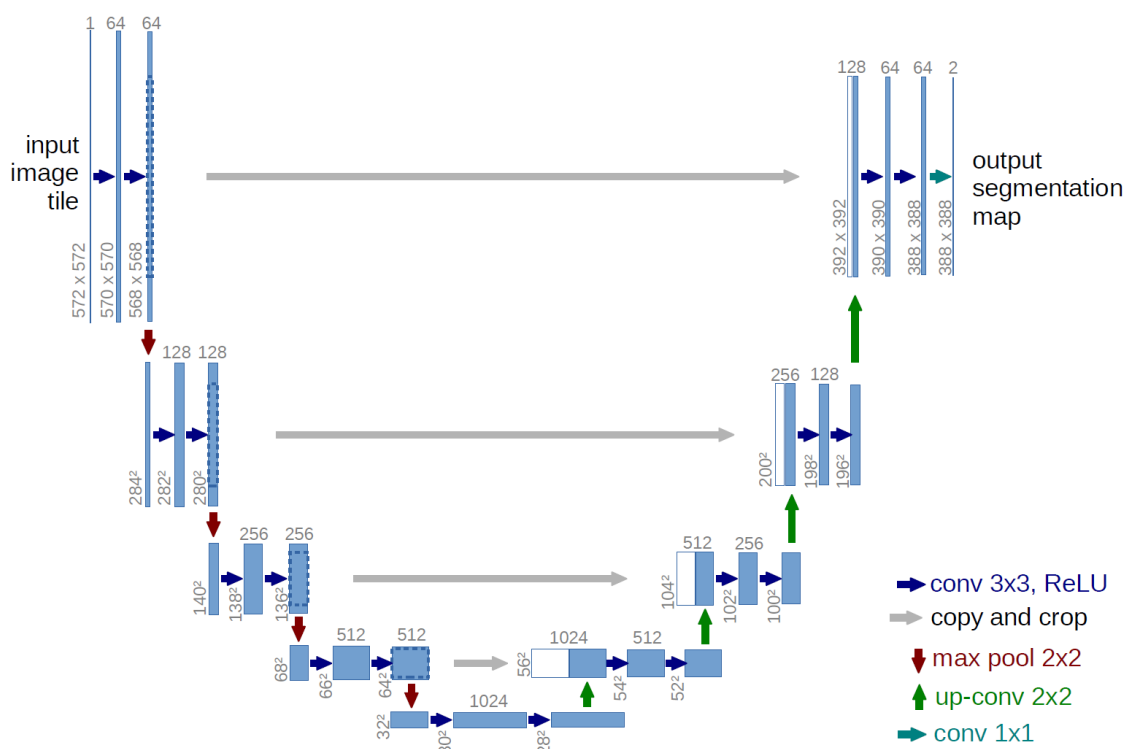 1 64 64
input
image
tile
572 x 572
570 x 570
568 x 568
128 64 64 2
392 x 392
390 x 390
388 x 388
388 x 388
output
segmentation
map
128 128
284²
282²
280²
256 128
200²
198²
196²
256 256
140²
138²
136²
512 256
104²
102²
100²
512 512
68²
66²
64²
1024 512
56²
54²
52²
1024
32²
conv 3x3, ReLU
copy and crop
max pool 2x2
up-conv 2x2
conv 1x1